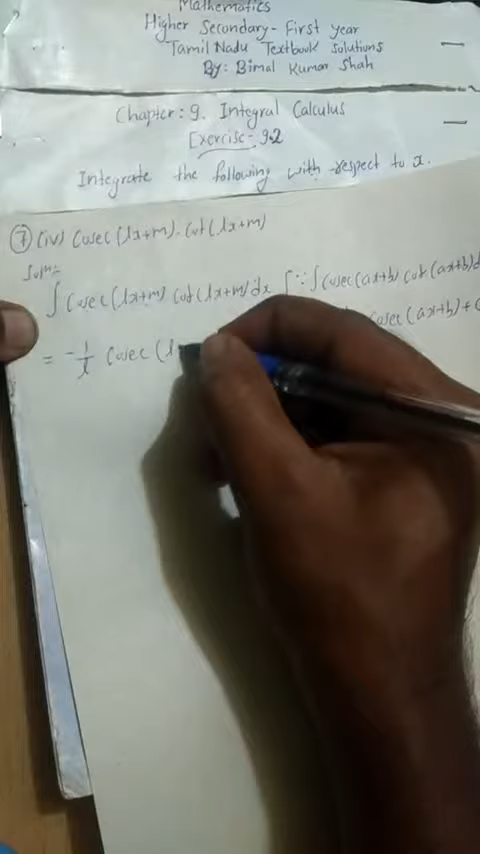 Mathematics
Higher Secondary - First year
Tamil Nadu Textbook Solutions
By: Bimal Kumar Shah
Chapter: 9. Integral Calculus
Exercise- 9.2
Integrate the following with respect to x.
⑦ (iv) Cosec (lx+m). Cot (lx+m)
Solⁿ:-
∫ Cosec (lx+m) Cot (lx+m) dx [∵ ∫ Cosec (ax+b) Cot (ax+b) d
Cosec (ax+b) + C
= -1/l Cosec (l